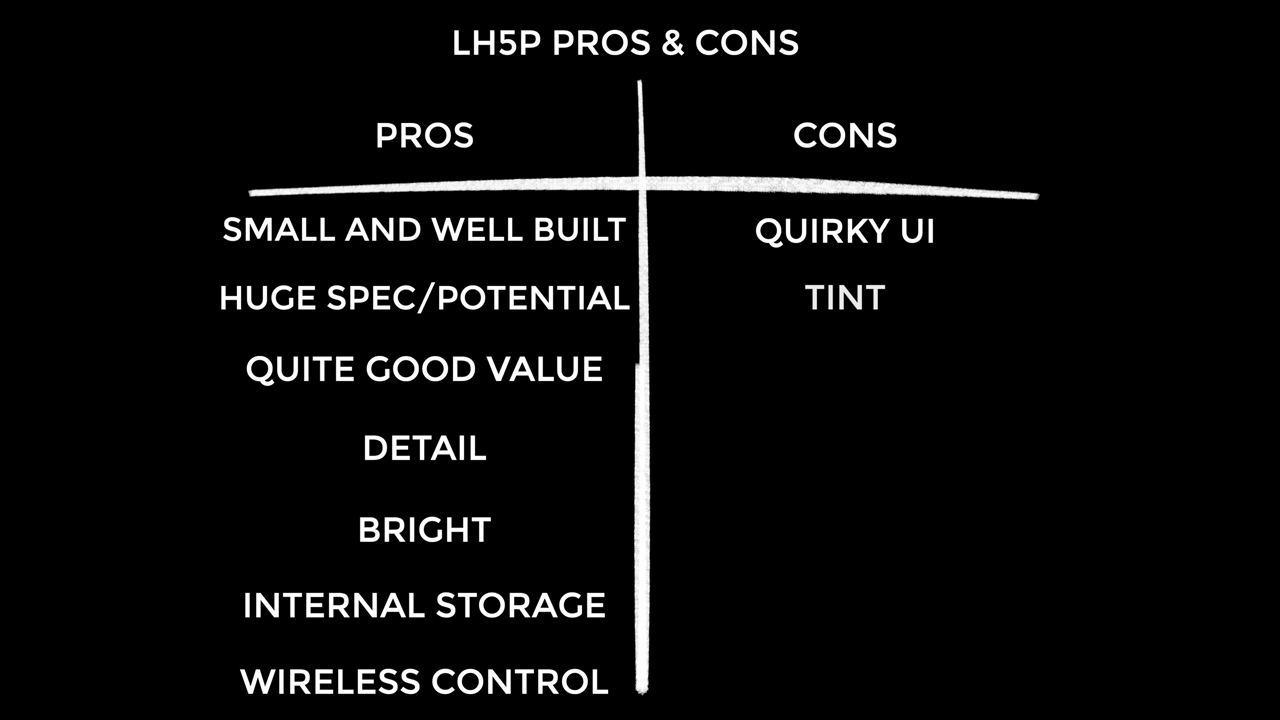 LH5P PROS & CONS
PROS
CONS
SMALL AND WELL BUILT
QUIRKY UI
HUGE SPEC/POTENTIAL
TINT
QUITE GOOD VALUE
DETAIL
BRIGHT
INTERNAL STORAGE
WIRELESS CONTROL